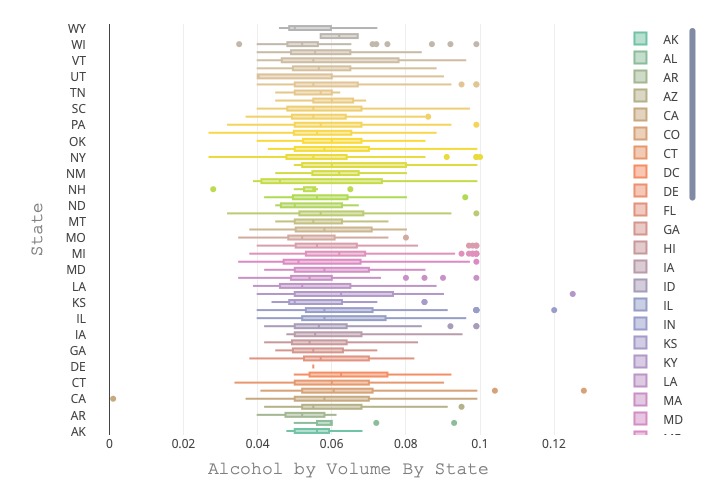 WY
WI
VT
UT
TN
SC
PA
OK
NY
NM
NH
ND
MT
MO
MI
MD
LA
KS
IL
IA
GA
DE
CT
CA
AR
AK
State
0
0.02
0.04
0.06
0.08
0.1
0.12
Alcohol by Volume By State
AK
AL
AR
AZ
CA
CO
CT
DC
DE
FL
GA
HI
IA
ID
IL
IN
KS
KY
LA
MA
MD